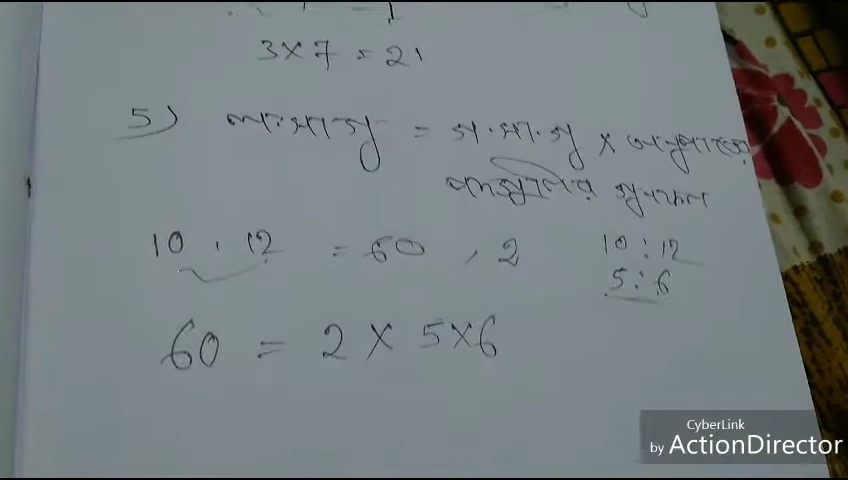 3 × 7 = 21
5) ল.সা.গু = গ.সা.গু × অনুপাতের
রাশিগুলির গুণফল
10 , 12 = 60 , 2 10 : 12
5 : 6
60 = 2 × 5 × 6
CyberLink
by ActionDirector